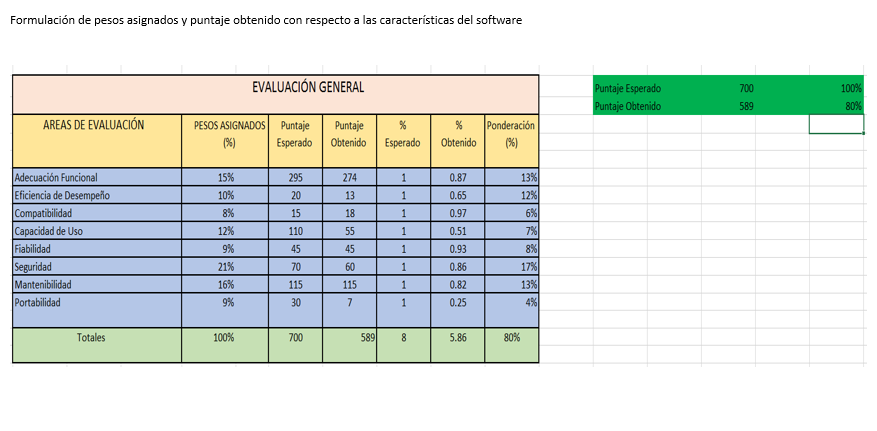 Formulación de pesos asignados y puntaje obtenido con respecto a las características del software
EVALUACIÓN GENERAL
AREAS DE EVALUACIÓN PESOS ASIGNADOS (%) Puntaje Esperado Puntaje Obtenido % Esperado % Obtenido Ponderación (%)
Adecuación Funcional 15% 295 274 1 0.87 13%
Eficiencia de Desempeño 10% 20 13 1 0.65 12%
Compatibilidad 8% 15 18 1 0.97 6%
Capacidad de Uso 12% 110 55 1 0.51 7%
Fiabilidad 9% 45 45 1 0.93 8%
Seguridad 21% 70 60 1 0.86 17%
Mantenibilidad 16% 115 115 1 0.82 13%
Portabilidad 9% 30 7 1 0.25 4%
Totales 100% 700 589 8 5.86 80%
Puntaje Esperado 700 100%
Puntaje Obtenido 589 80%